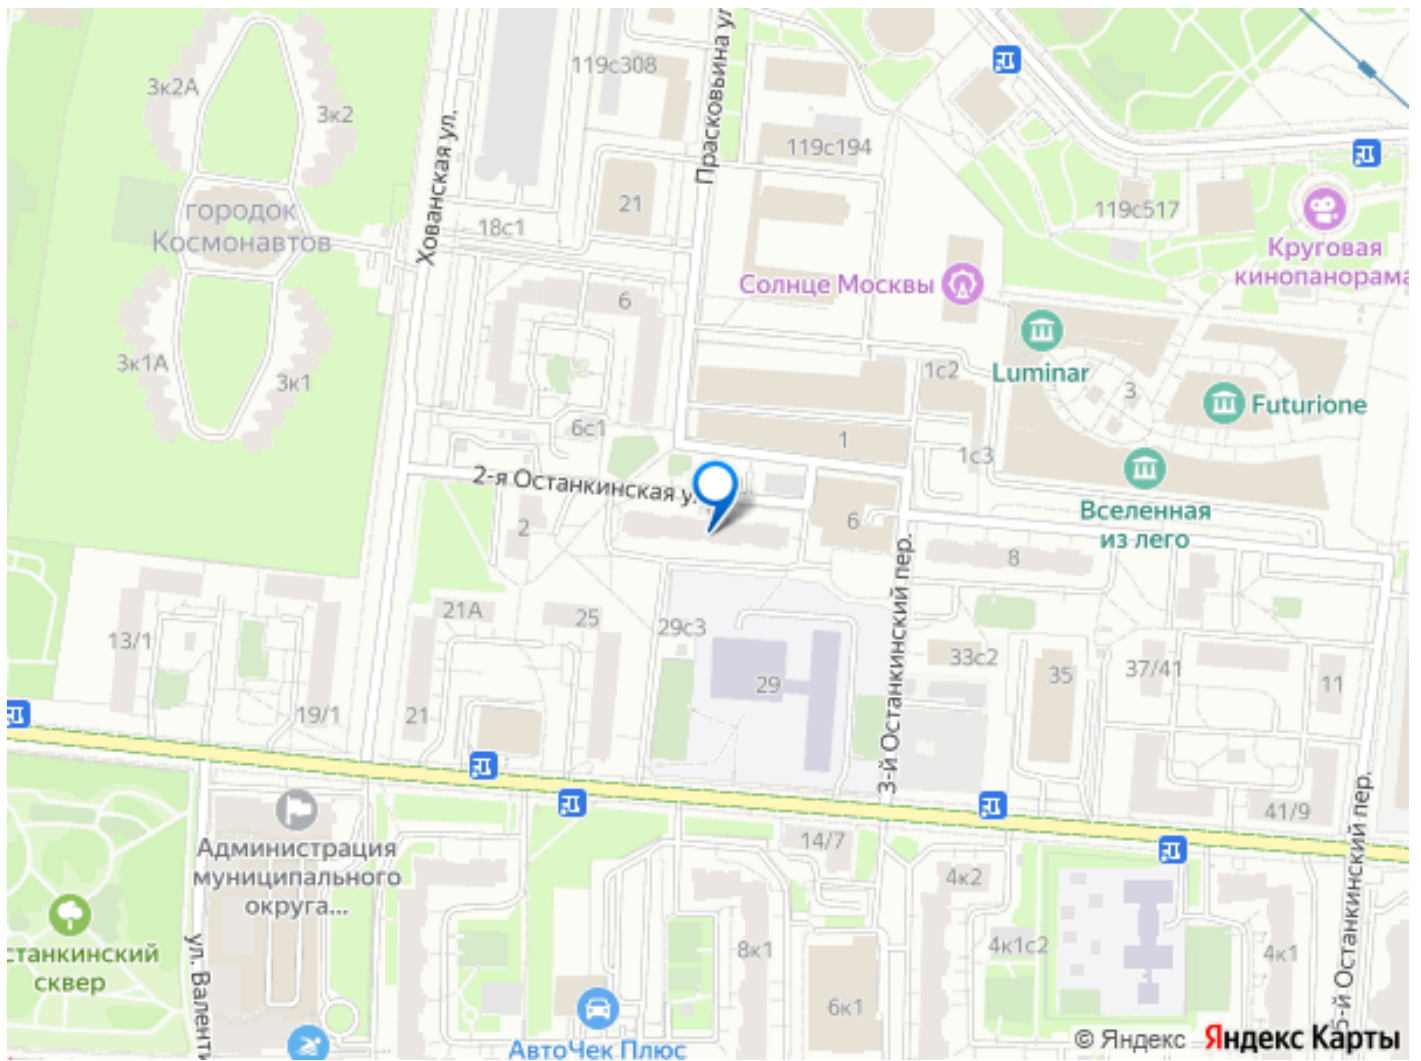 3к2А
3к2
119с308
Прасковьина ул
119с194
Хованская ул.
городок
Космонавтов
21
18с1
119с517
Круговая
кинопанорама
Солнце Москвы
6
3к1А
3к1
Luminar
1с2
3
Futurione
6с1
1
1с3
2-я Останкинская у
Вселенная
из лего
2
6
8
3-й Останкинский пер.
21А
25
29с3
13/1
33с2
35
37/41
29
11
19/1
21
41/9
5-й Останкинский пер.
14/7
Администрация
муниципального
округа...
4к2
станкинский
сквер
ул. Валенти
8к1
4к1с2
4к1
6к1
АвтоЧек Плюс
© Яндекс Яндекс Карты